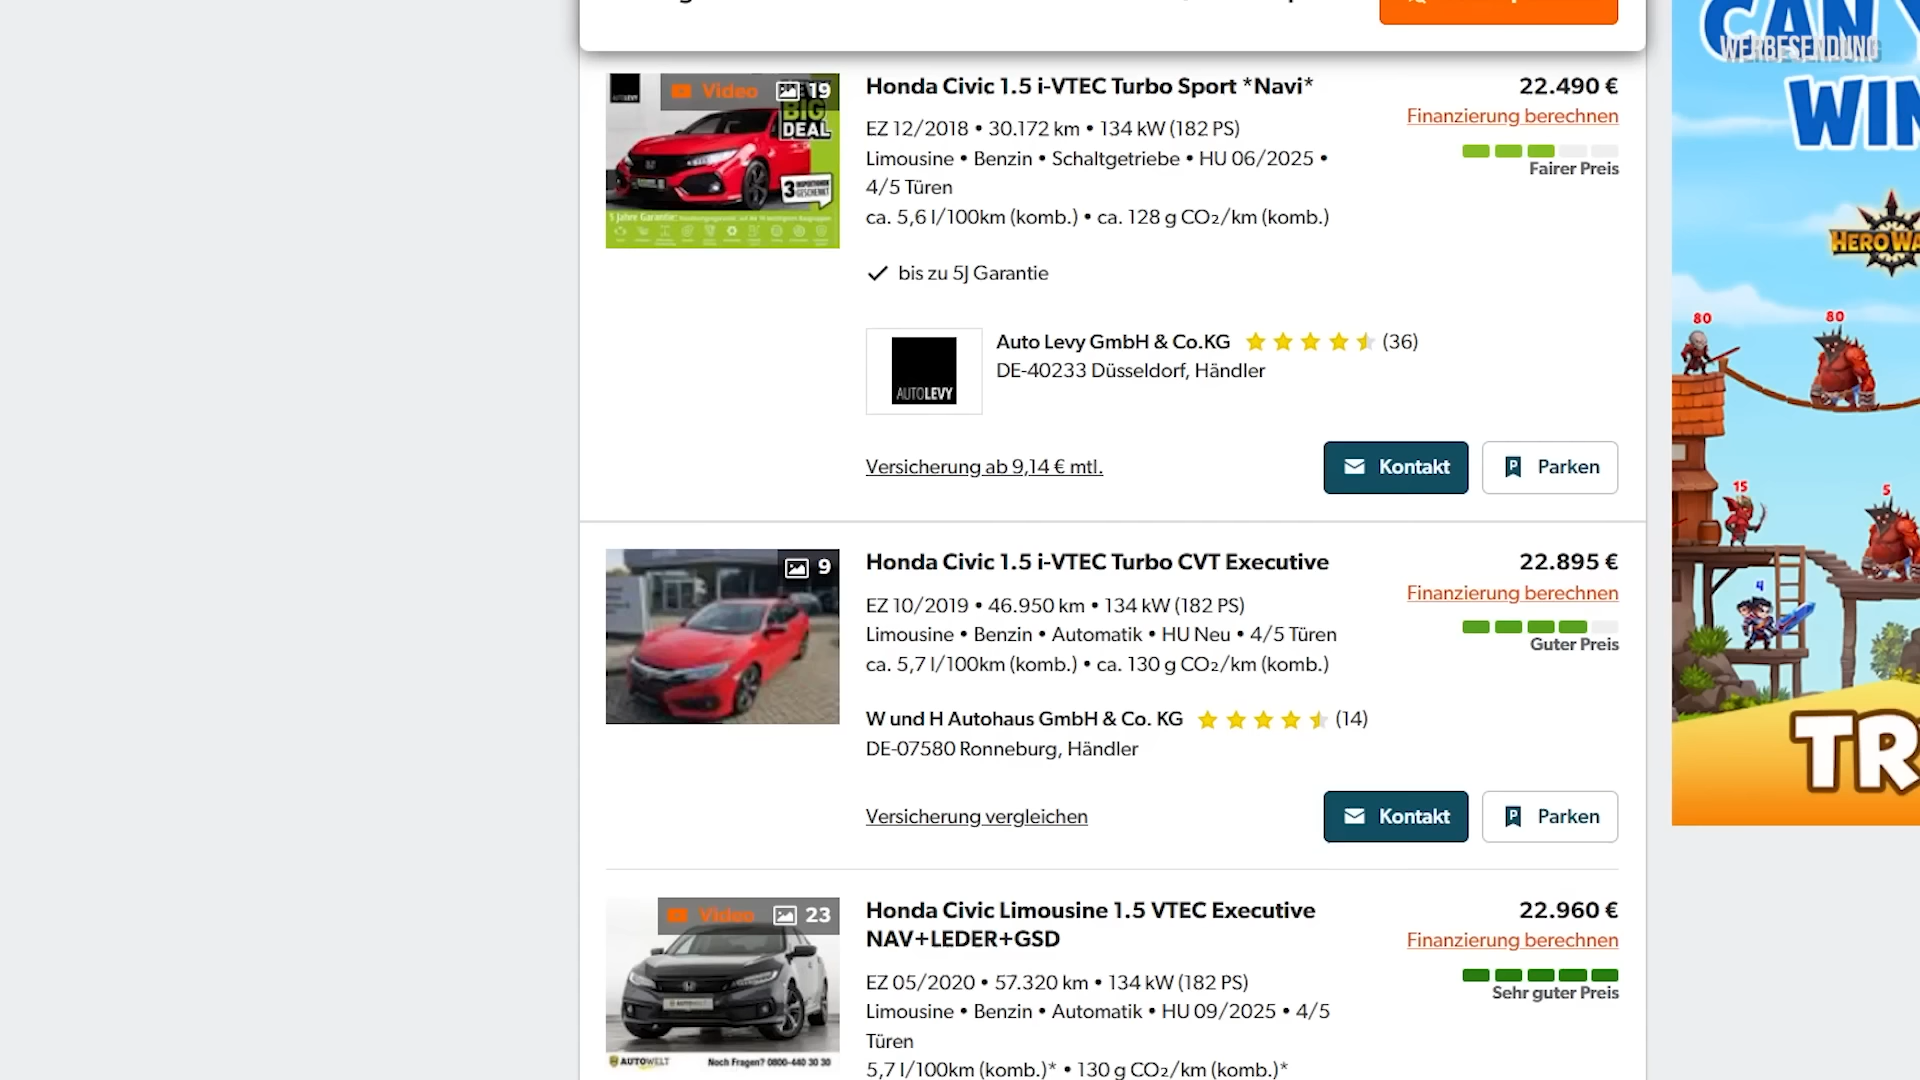 CAN Y
WERBESENDUNG
WIN
Video 19
BIG
DEAL
3
5 Jahre Garantie:
AUTOLEVY
Honda Civic 1.5 i-VTEC Turbo Sport *Navi*
22.490 €
EZ 12/2018 • 30.172 km • 134 kW (182 PS)
Finanzierung berechnen
Limousine • Benzin • Schaltgetriebe • HU 06/2025 •
4/5 Türen
Fairer Preis
ca. 5,6 l/100km (komb.) • ca. 128 g CO₂/km (komb.)
bis zu 5J Garantie
AUTOLEVY
Auto Levy GmbH & Co.KG (36)
DE-40233 Düsseldorf, Händler
Versicherung ab 9,14 € mtl.
Kontakt
Parken
9
Honda Civic 1.5 i-VTEC Turbo CVT Executive
22.895 €
EZ 10/2019 • 46.950 km • 134 kW (182 PS)
Finanzierung berechnen
Limousine • Benzin • Automatik • HU Neu • 4/5 Türen
Guter Preis
ca. 5,7 l/100km (komb.) • ca. 130 g CO₂/km (komb.)
W und H Autohaus GmbH & Co. KG (14)
DE-07580 Ronneburg, Händler
Versicherung vergleichen
Kontakt
Parken
Video 23
AUTOWELT
Noch Fragen? 0800-440 30 30
Honda Civic Limousine 1.5 VTEC Executive
NAV+LEDER+GSD
22.960 €
Finanzierung berechnen
EZ 05/2020 • 57.320 km • 134 kW (182 PS)
Sehr guter Preis
Limousine • Benzin • Automatik • HU 09/2025 • 4/5
Türen
5,7 l/100km (komb.)* • 130 g CO₂/km (komb.)*
HERO WA
80
80
15
5
4
TR